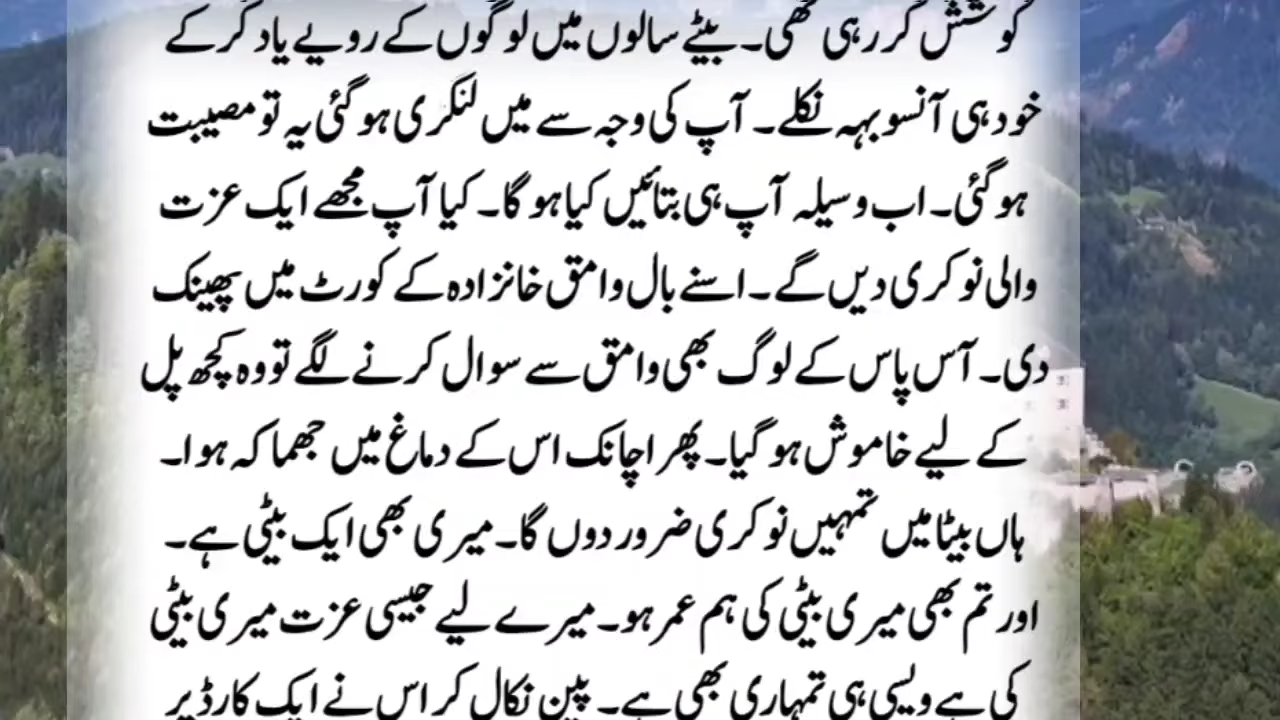 کوشش کر رہی تھی۔ بیتے سالوں میں لوگوں کے رویے یاد کر کے
خود ہی آنسو بہہ نکلے۔ آپ کی وجہ سے میں لنگڑی ہو گئی یہ تو مصیبت
ہو گئی۔ اب وسیلہ آپ ہی بتائیں کیا ہو گا۔ کیا آپ مجھے ایک عزت
والی نوکری دیں گے۔ اسنے بال وامق خانزادہ کے کورٹ میں پھینک
دی۔ آس پاس کے لوگ بھی وامق سے سوال کرنے لگے تو وہ کچھ پل
کے لیے خاموش ہو گیا۔ پھر اچانک اس کے دماغ میں جھماکہ ہوا۔
ہاں بیٹا میں تمہیں نوکری ضرور دوں گا۔ میری بھی ایک بیٹی ہے۔
اور تم بھی میری بیٹی کی ہم عمر ہو۔ میرے لیے جیسی عزت میری بیٹی
کی ہے ویسی ہی تمہاری بھی ہے۔ پین نکال کر اس نے ایک کارڈ پر